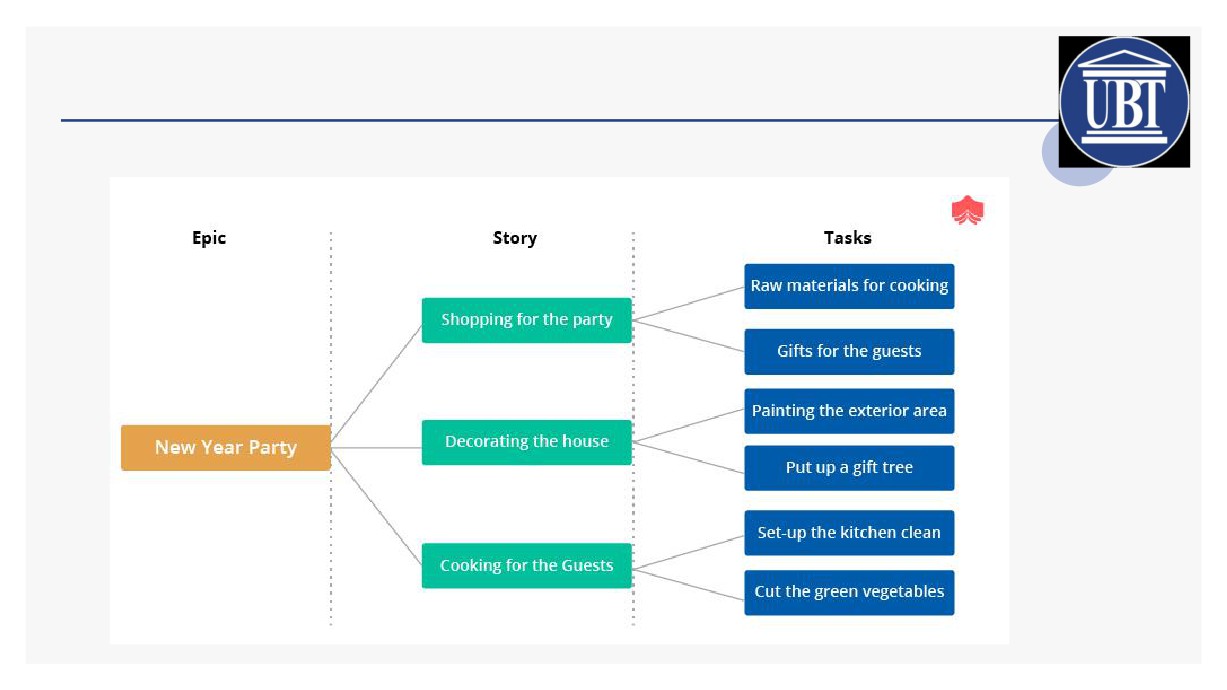 UBT
Epic
Story
Tasks
New Year Party
Shopping for the party
Decorating the house
Cooking for the Guests
Raw materials for cooking
Gifts for the guests
Painting the exterior area
Put up a gift tree
Set-up the kitchen clean
Cut the green vegetables